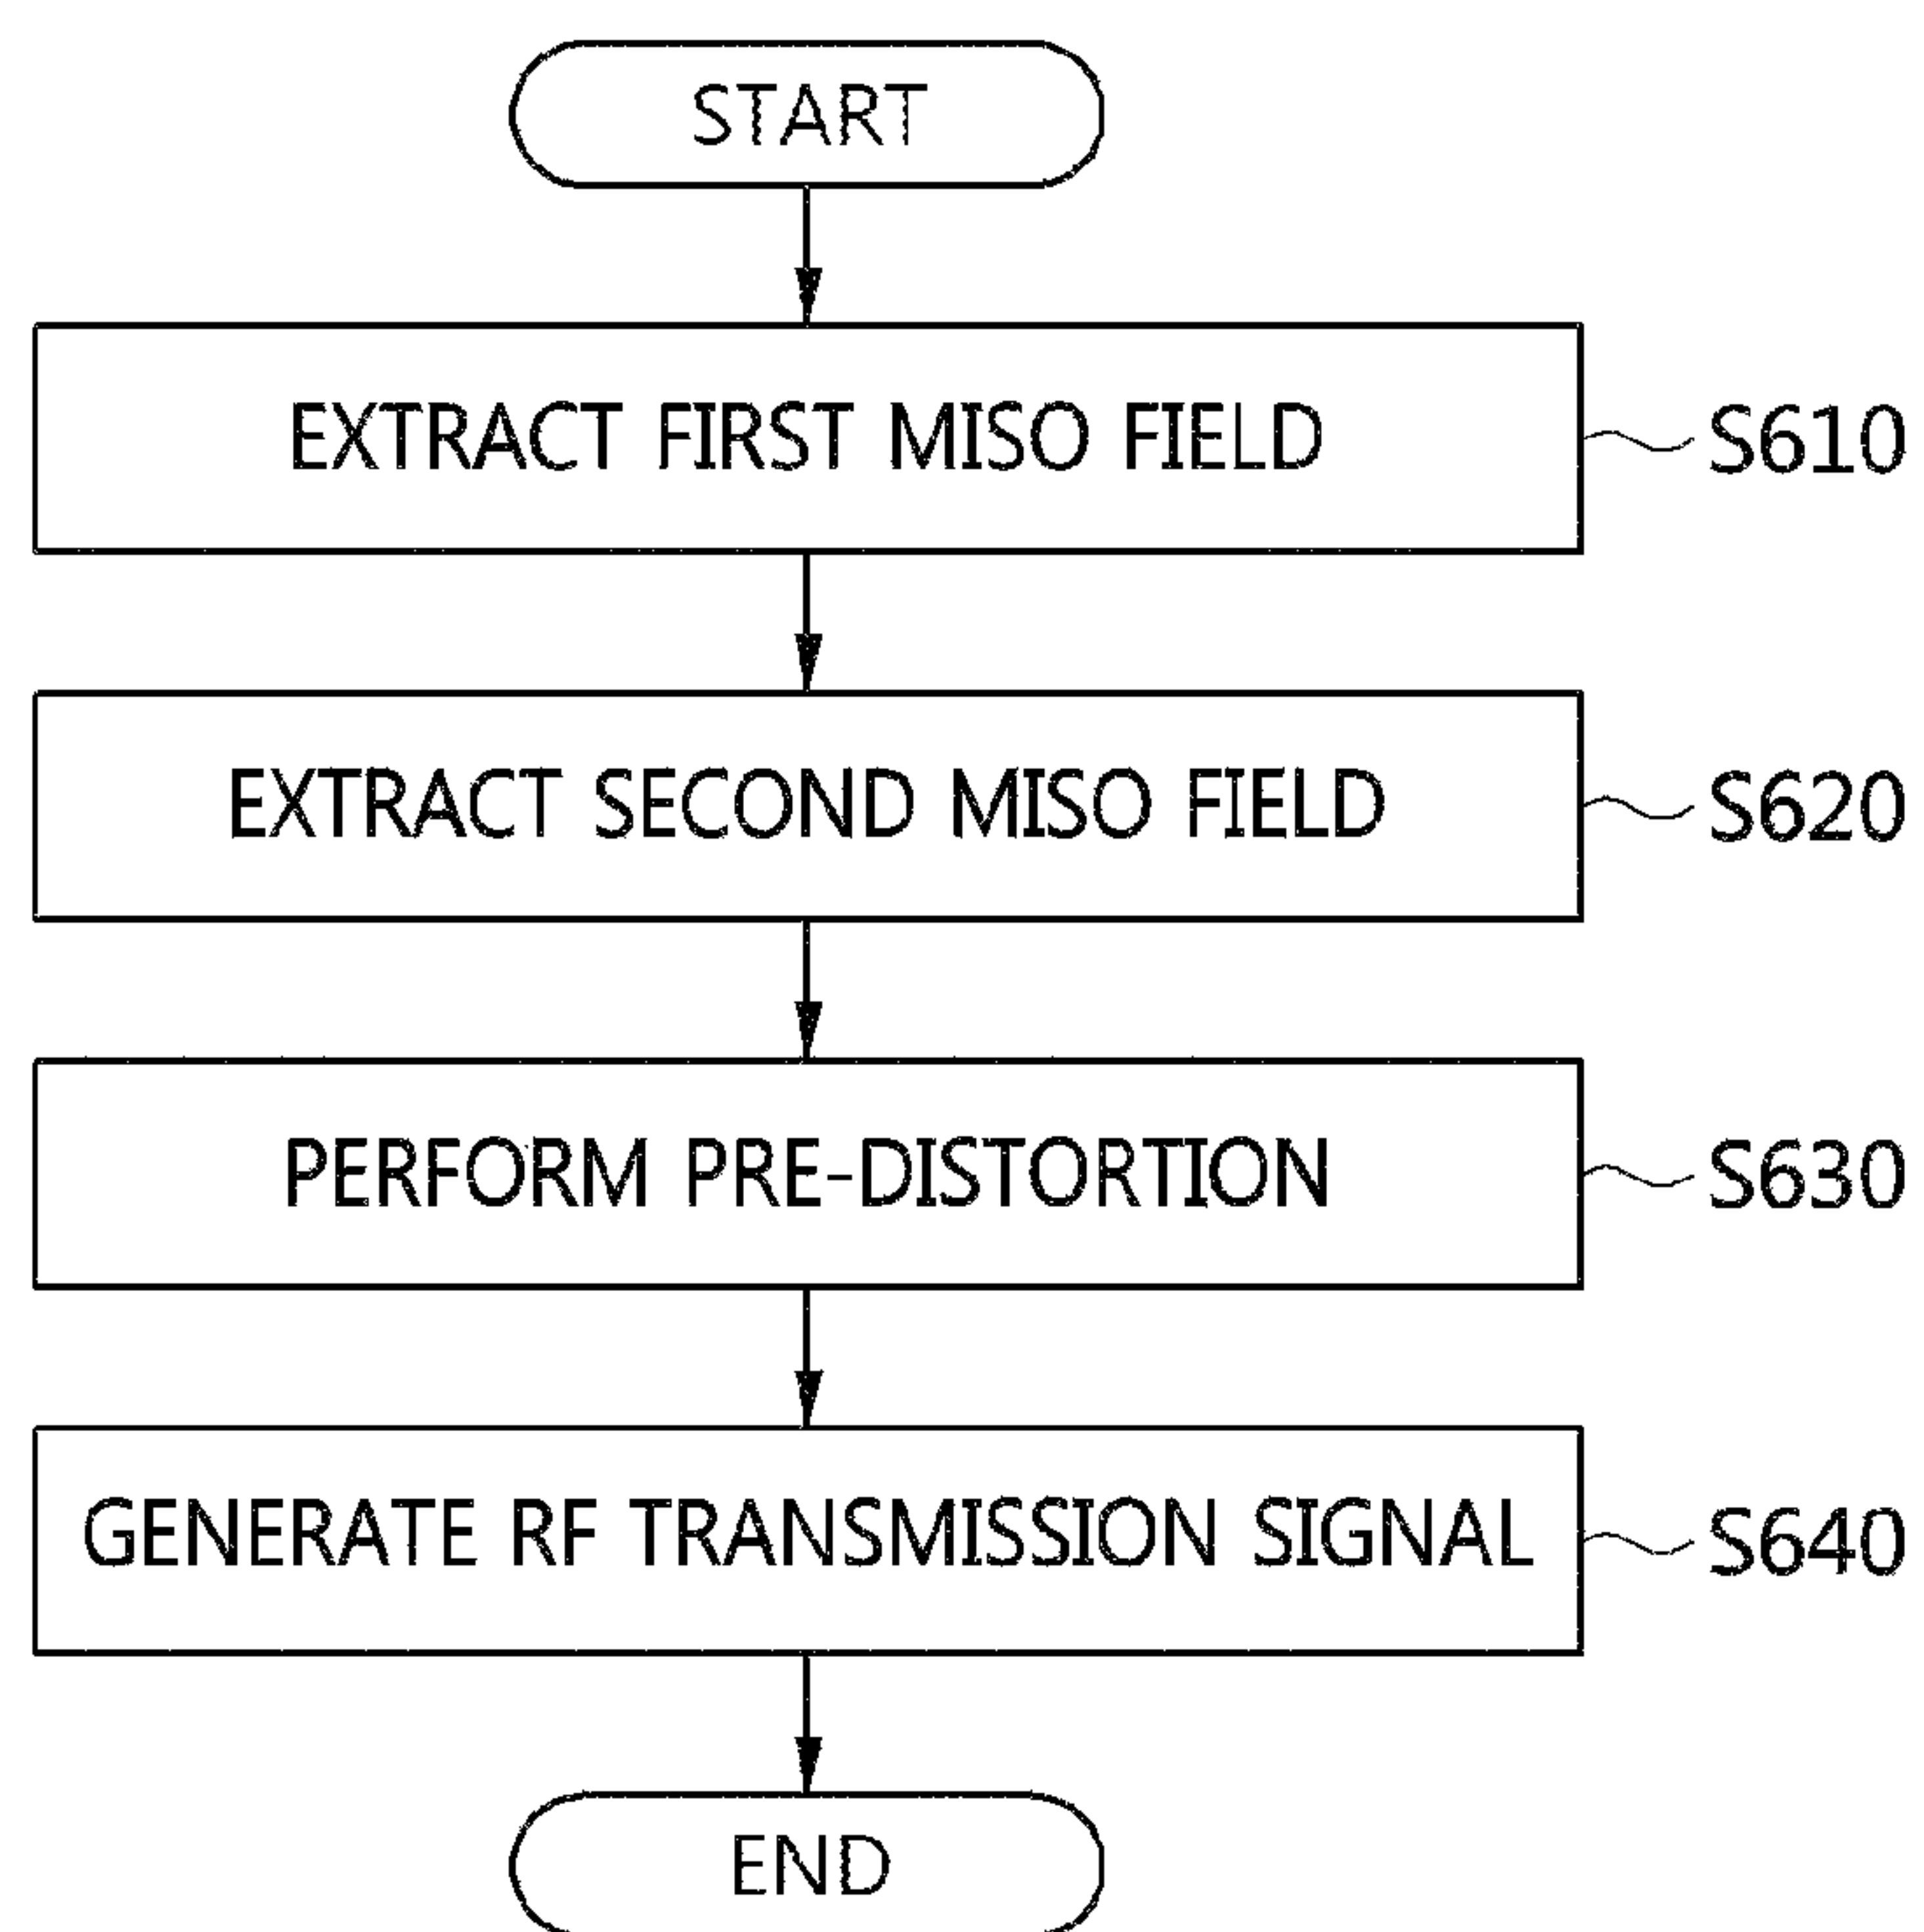 START
EXTRACT FIRST MISO FIELD
S610
EXTRACT SECOND MISO FIELD
S620
PERFORM PRE-DISTORTION
S630
GENERATE RF TRANSMISSION SIGNAL
S640
END